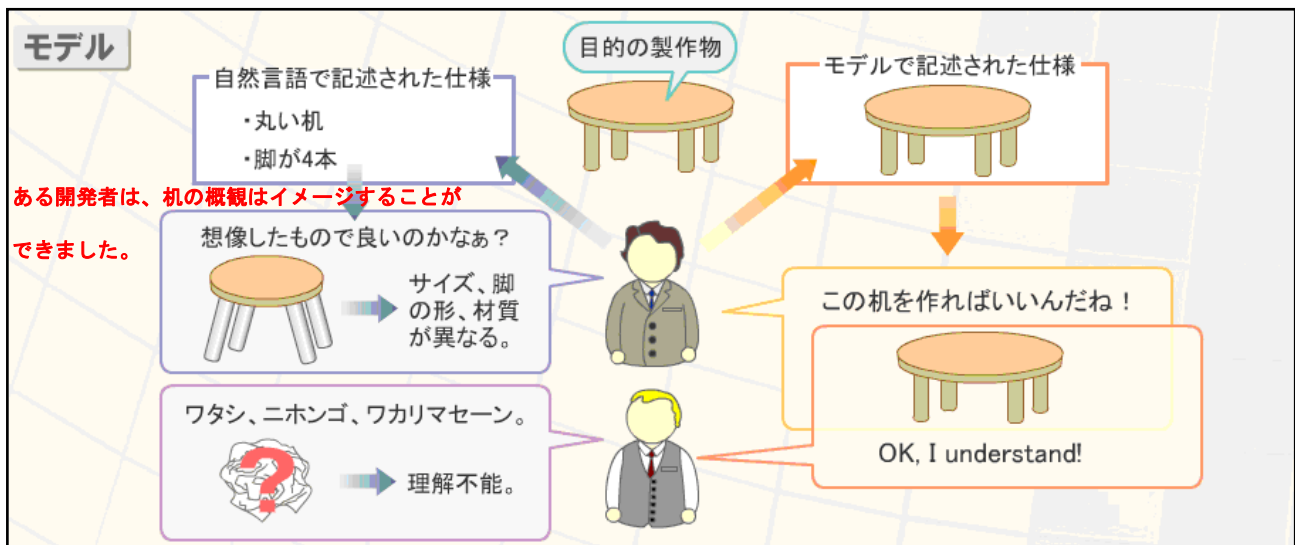 モデル
目的の製作物
自然言語で記述された仕様
・丸い机
・脚が4本
モデルで記述された仕様
ある開発者は、机の概観はイメージすることが
できました。
想像したもので良いのかなぁ？
サイズ、脚
の形、材質
が異なる。
この机を作ればいいんだね！
ワタシ、ニホンゴ、ワカリマセーン。
?
理解不能。
OK, I understand!